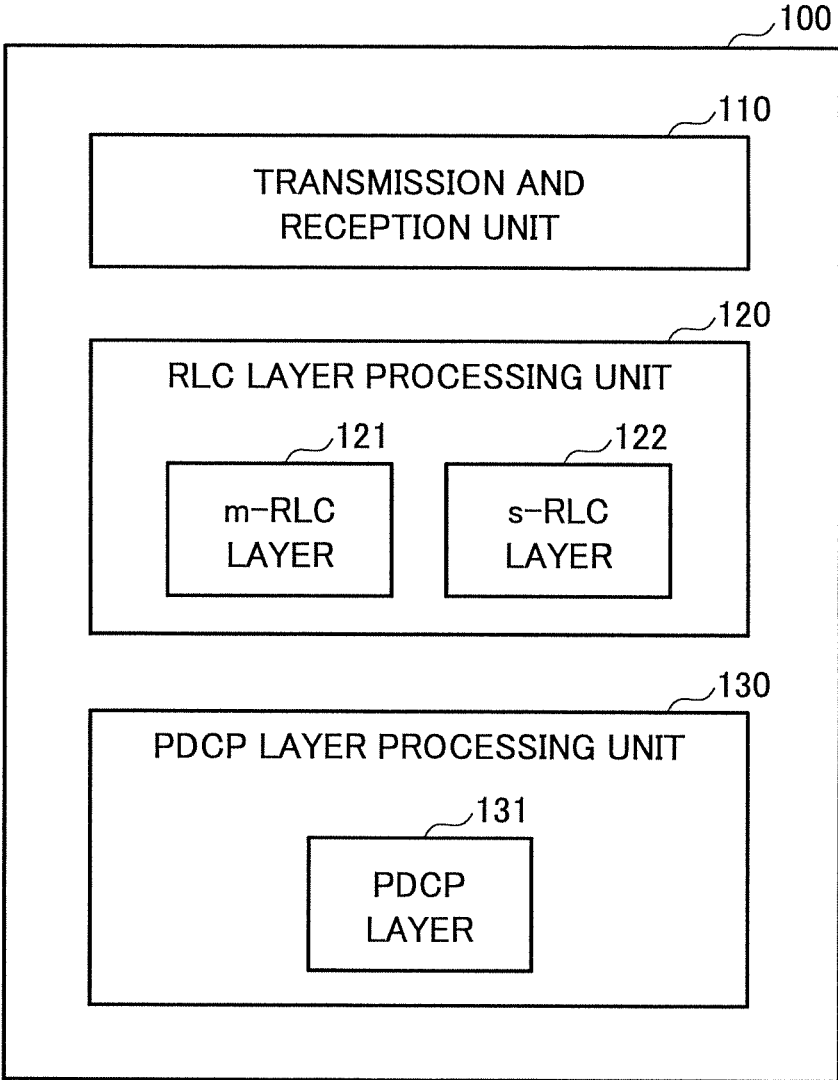 100
110
TRANSMISSION AND
RECEPTION UNIT
120
RLC LAYER PROCESSING UNIT
121
122
m-RLC
LAYER
s-RLC
LAYER
130
PDCP LAYER PROCESSING UNIT
131
PDCP
LAYER